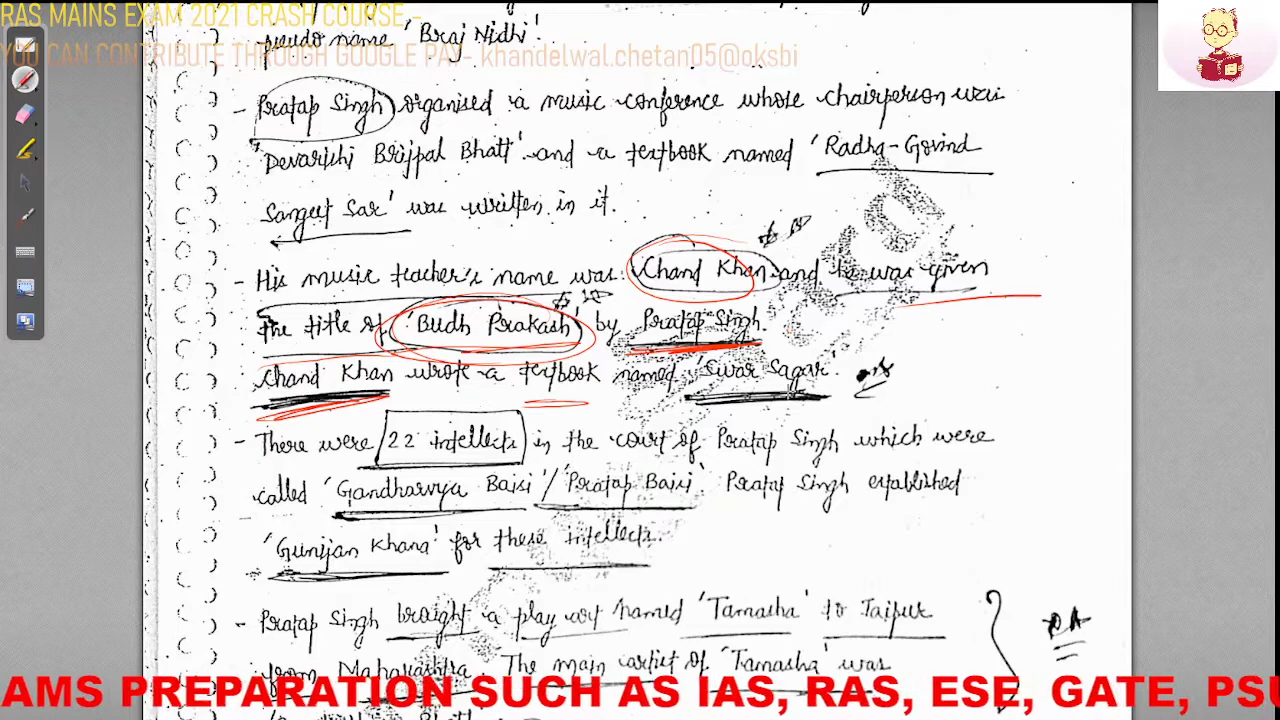 RAS MAINS EXAM 2021 CRASH COURSE -
pseudo name 'Braj Nidhi'.
YOU CAN CONTRIBUTE THROUGH GOOGLE PAY- khandelwal.chetan05@oksbi
- Pratap Singh organised a music conference whose chairperson was
'Devarshi Brijpal Bhatt' and a textbook named 'Radha-Govind
Sangeet Sar' was written in it.
- His music teacher's name was Chand Khan and he was given
the title of 'Budh Prakash' by Pratap Singh.
Chand Khan wrote a textbook named 'Swar Sagar'.
- There were 22 intellects in the court of Pratap Singh which were
called 'Gandharvya Baisi' / 'Pratap Baisi' Pratap Singh established
'Gunijan Khana' for these intellects.
- Pratap Singh braight a play art named 'Tamasha' to Jaipur
from Maharashtra. The main artist of 'Tamasha' was
Bhatt
AMS PREPARATION SUCH AS IAS, RAS, ESE, GATE, PSU